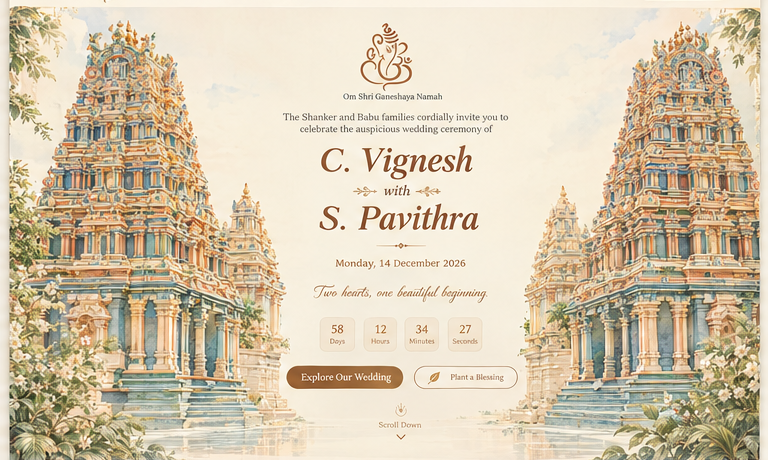 Om Shri Ganeshaya Namah
The Shanker and Babu families cordially invite you to
celebrate the auspicious wedding ceremony of
C. Vignesh
with
S. Pavithra
Monday, 14 December 2026
Two hearts, one beautiful beginning.
58 12 34 27
Days Hours Minutes Seconds
Explore Our Wedding Plant a Blessing
Scroll Down